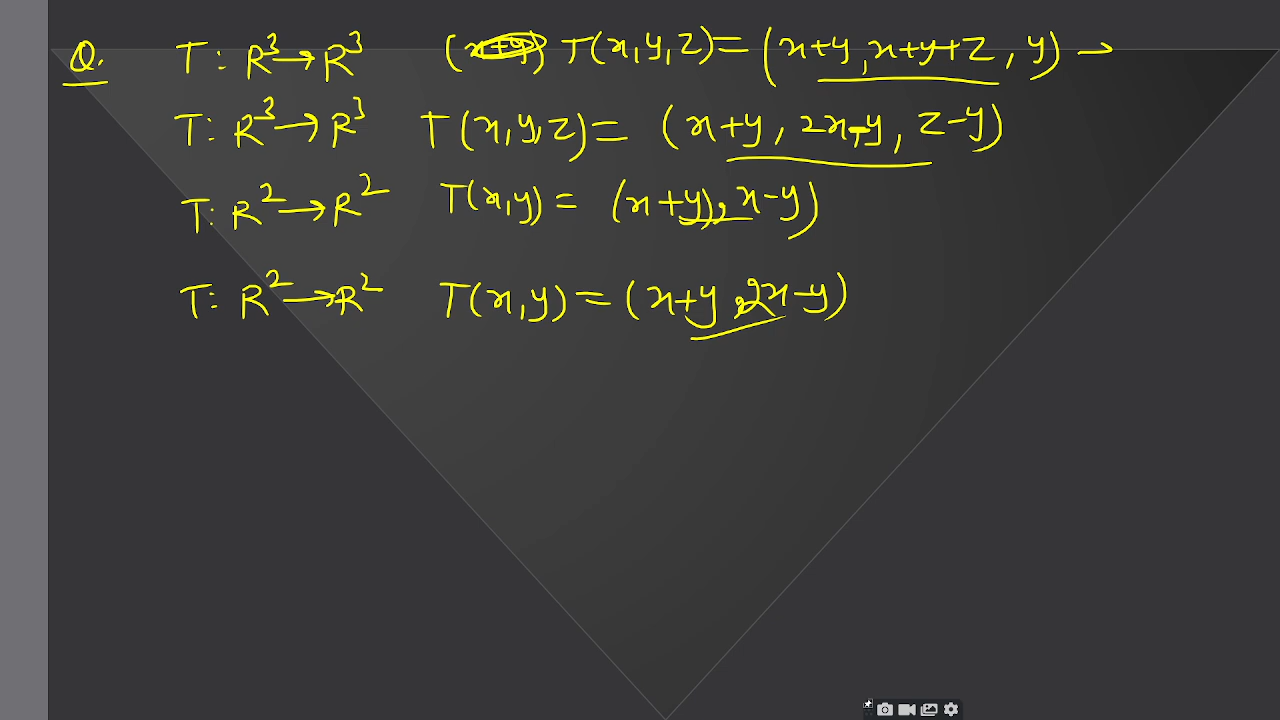 Q. T: R³→R³ (x+y) T(x,y,z)= (x+y, x+y+z, y) →
T: R³→R³ T(x,y,z)= (x+y, 2x-y, z-y)
T: R²→R² T(x,y)= (x+y), x-y)
T: R²→R² T(x,y)=(x+y, 2x-y)